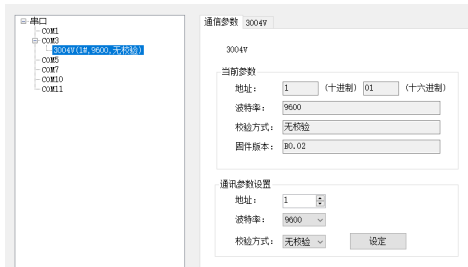 串口
COM1
COM3
3004V(1#,9600,无校验)
COM5
COM7
COM10
COM11
通信参数 3004V
3004V
当前参数
地址： 1 (十进制) 01 (十六进制)
波特率： 9600
校验方式： 无校验
固件版本： B0.02
通讯参数设置
地址： 1
波特率： 9600
校验方式： 无校验 设定